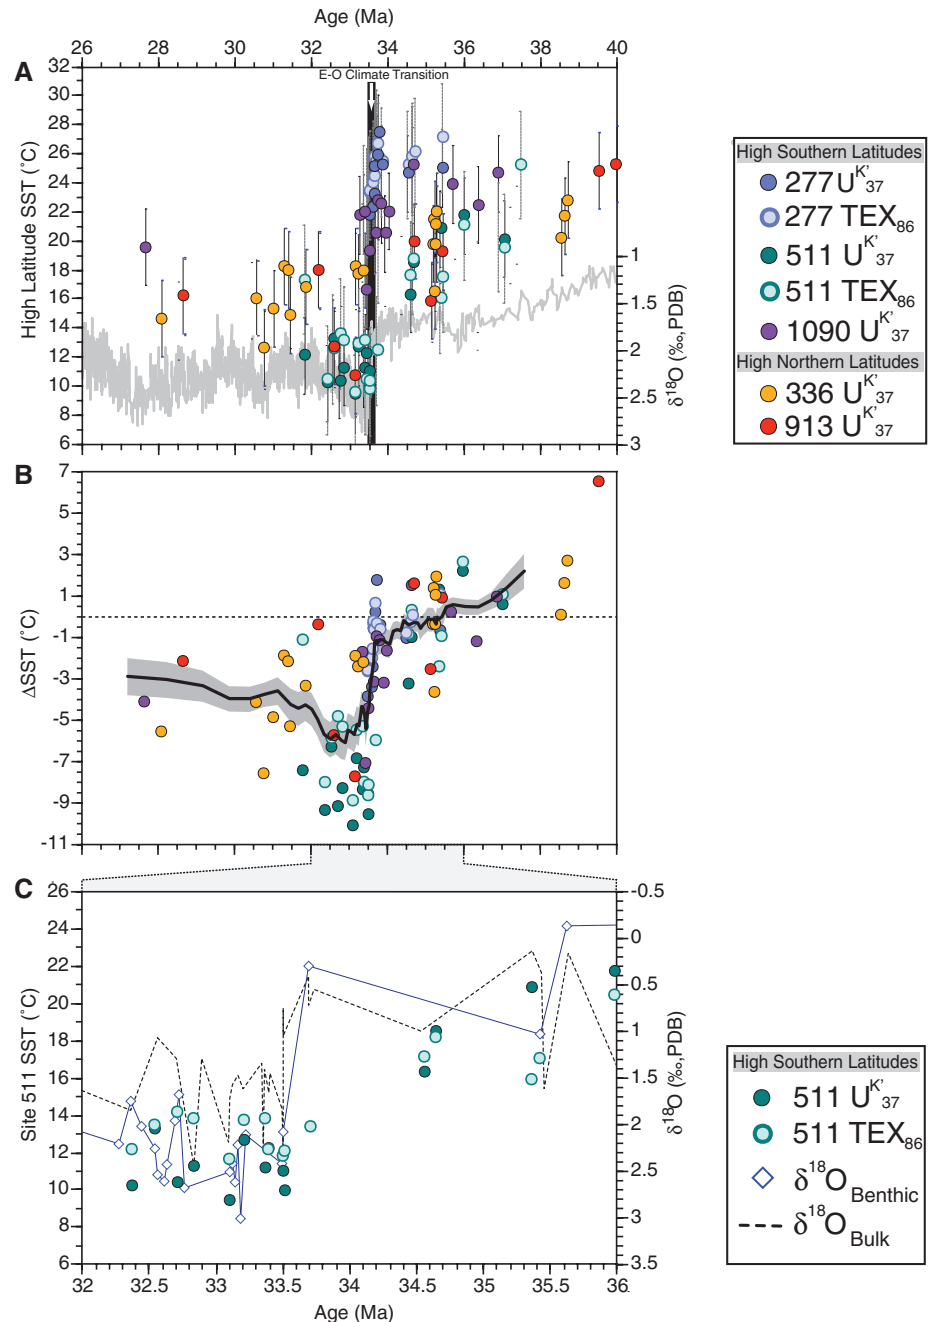 Age (Ma)
26 28 30 32 34 36 38 40
A
E-O Climate Transition
High Latitude SST (°C)
32
30
28
26
24
22
20
18
16
14
12
10
8
6
1
1.5
2
2.5
3
δ18O (‰,PDB)
High Southern Latitudes
277 UK'37
277 TEX86
511 UK'37
511 TEX86
1090 UK'37
High Northern Latitudes
336 UK'37
913 UK'37
B
ΔSST (°C)
7
5
3
1
-1
-3
-5
-7
-9
-11
C
Site 511 SST (°C)
26
24
22
20
18
16
14
12
10
8
6
-0.5
0
0.5
1
1.5
2
2.5
3
3.5
δ18O (‰,PDB)
32 32.5 33 33.5 34 34.5 35 35.5 36
Age (Ma)
High Southern Latitudes
511 UK'37
511 TEX86
δ18O Benthic
δ18O Bulk